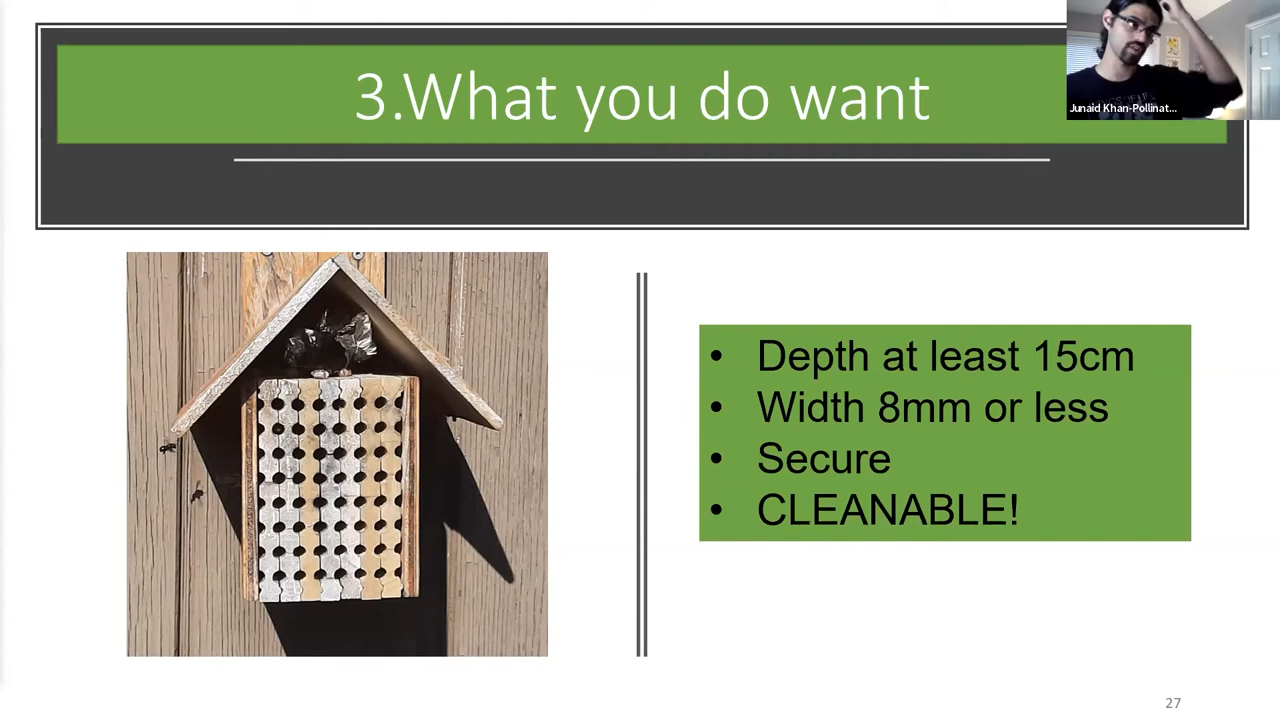 3.What you do want
Junaid Khan-Pollinat...
• Depth at least 15cm
• Width 8mm or less
• Secure
• CLEANABLE!
27